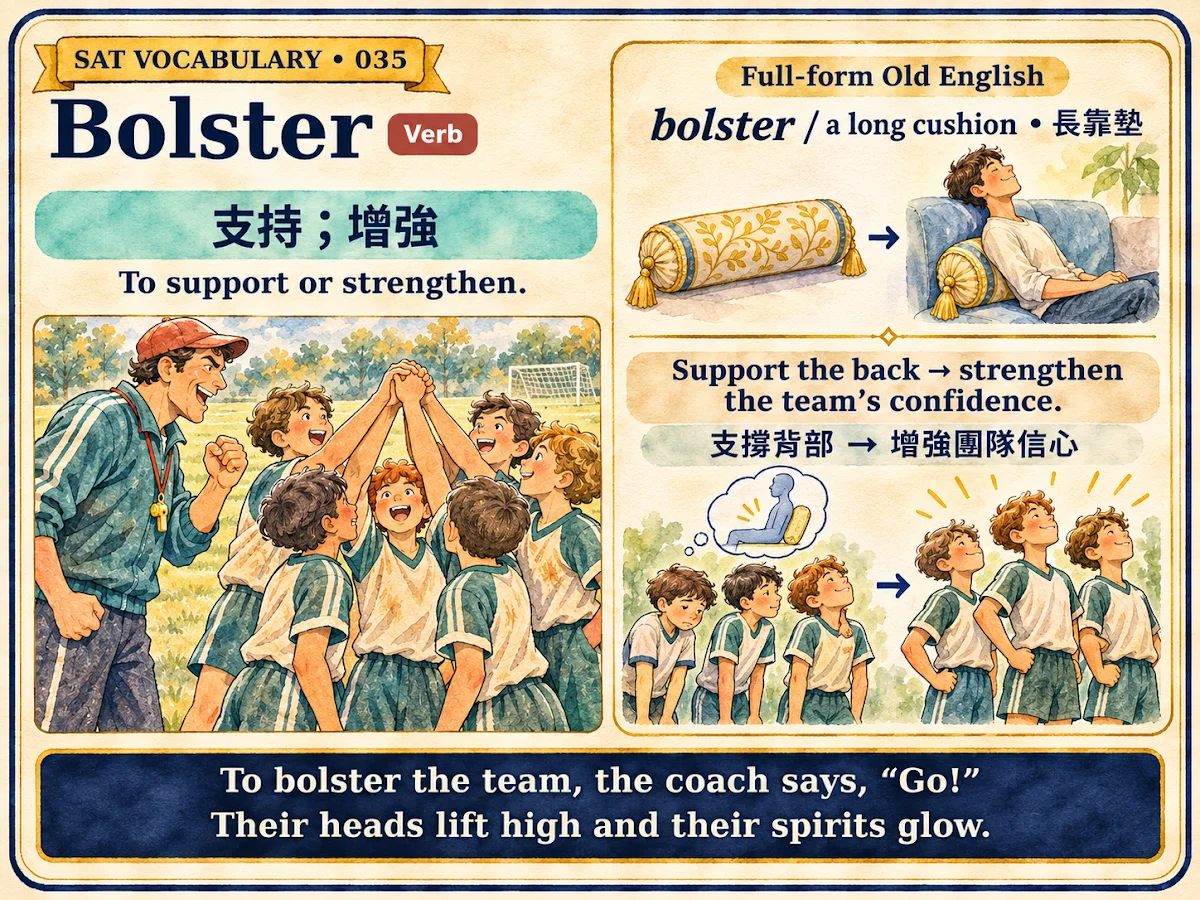 SAT VOCABULARY • 035
Bolster
Verb
支持；增強
To support or strengthen.
Full-form Old English
bolster / a long cushion • 長靠墊
Support the back → strengthen
the team’s confidence.
支撐背部 → 增強團隊信心
To bolster the team, the coach says, “Go!”
Their heads lift high and their spirits glow.